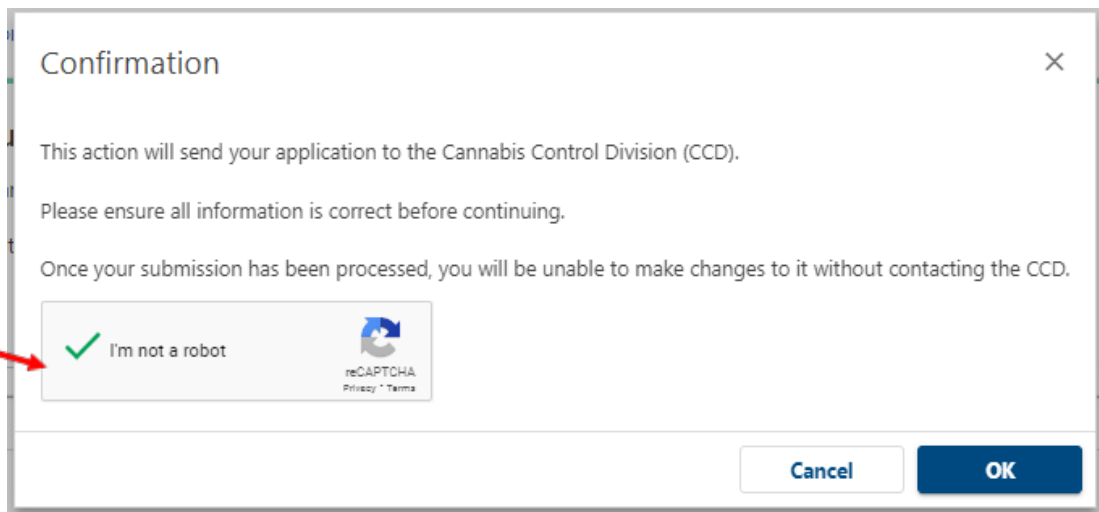 Confirmation
This action will send your application to the Cannabis Control Division (CCD).
Please ensure all information is correct before continuing.
Once your submission has been processed, you will be unable to make changes to it without contacting the CCD.
I'm not a robot
reCAPTCHA
Privacy * Terms
Cancel
OK